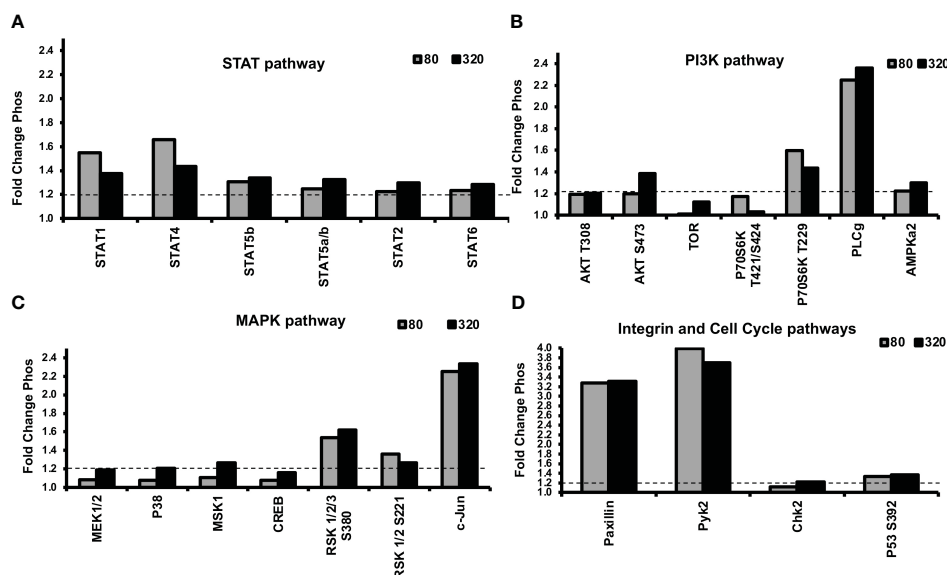 A
STAT pathway
80 320
Fold Change Phos
2.4
2.2
2.0
1.8
1.6
1.4
1.2
1.0
STAT1
STAT4
STAT5b
STAT5a/b
STAT2
STAT6
B
PI3K pathway
80 320
Fold Change Phos
2.4
2.2
2.0
1.8
1.6
1.4
1.2
1.0
AKT T308
AKT S473
TOR
P70S6K
T421/S424
P70S6K T229
PLCg
AMPKa2
C
MAPK pathway
80 320
Fold Change Phos
2.4
2.2
2.0
1.8
1.6
1.4
1.2
1.0
MEK1/2
P38
MSK1
CREB
RSK 1/2/3
S380
RSK 1/2 S221
c-Jun
D
Integrin and Cell Cycle pathways
80 320
Fold Change Phos
4.0
3.8
3.6
3.4
3.2
3.0
2.8
2.6
2.4
2.2
2.0
1.8
1.6
1.4
1.2
1.0
Paxillin
Pyk2
Chk2
P53 S392